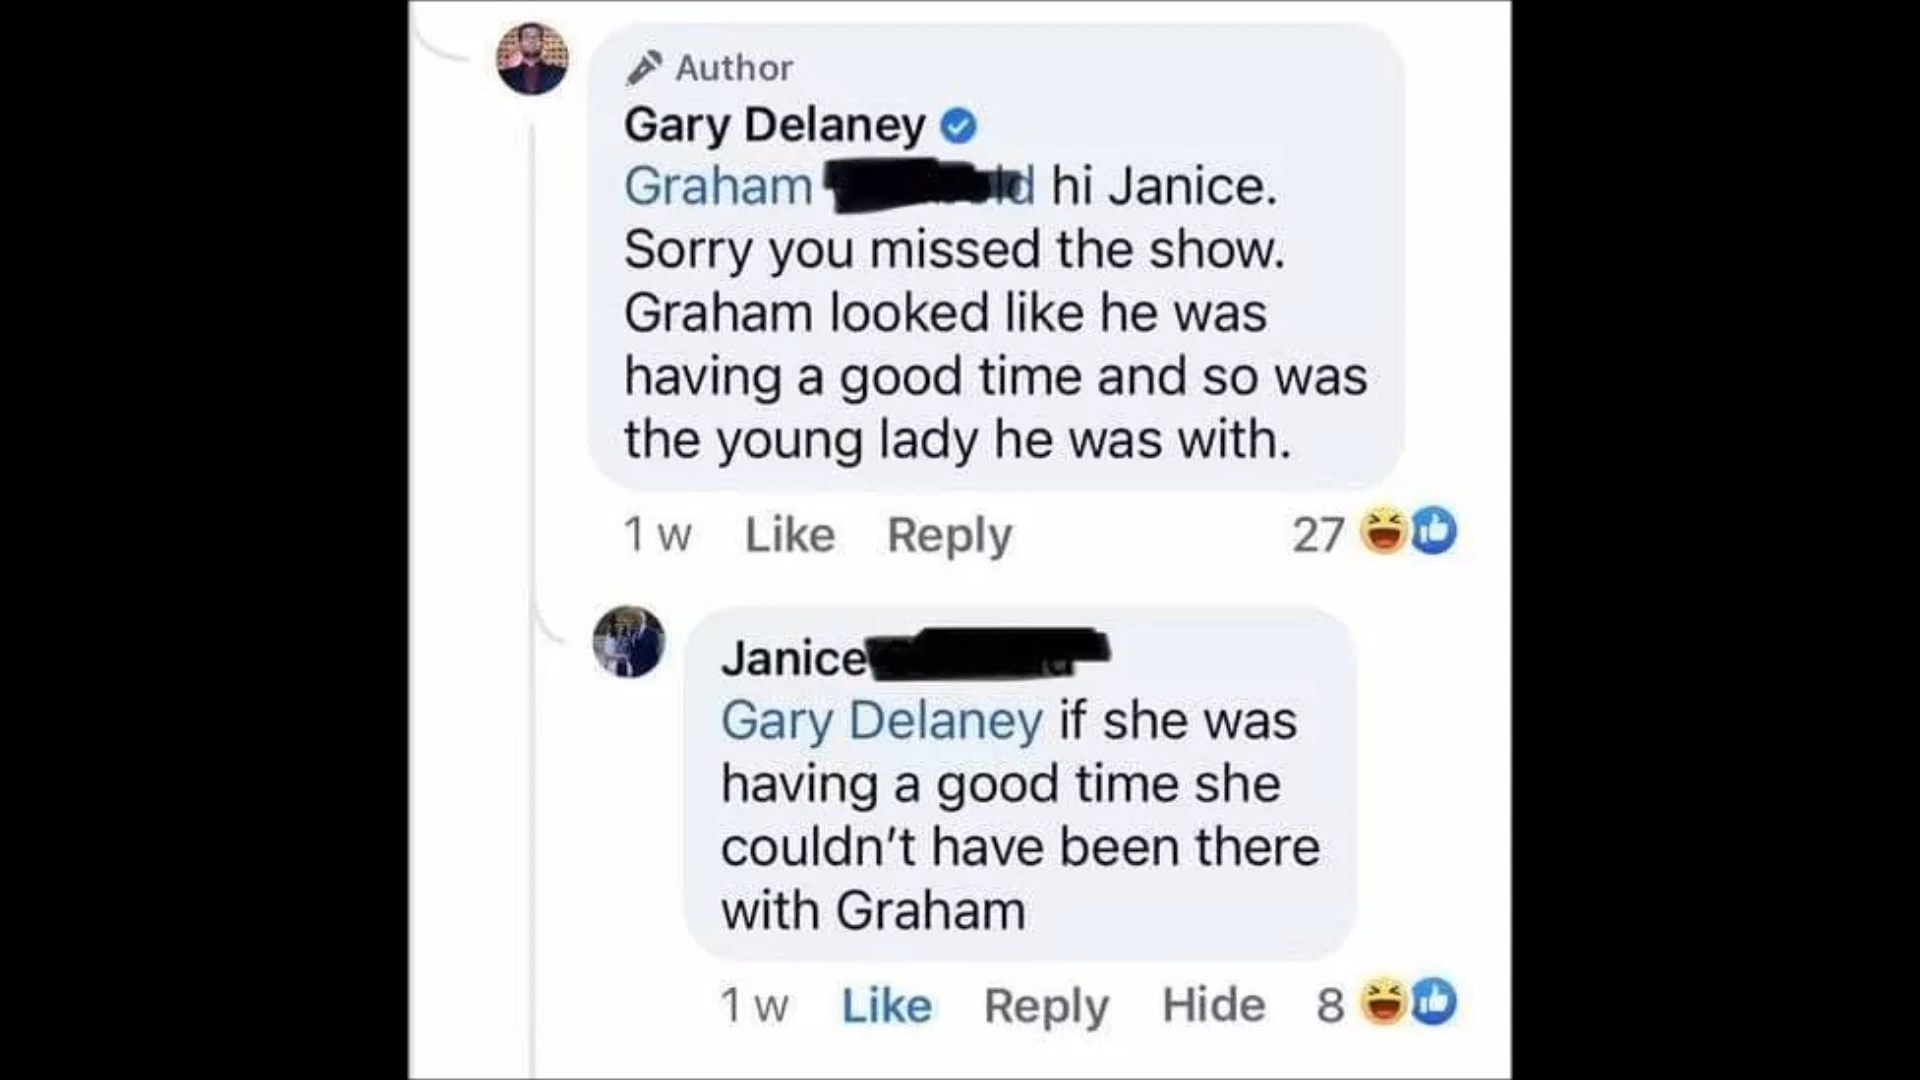 Author
Gary Delaney
Graham ld hi Janice.
Sorry you missed the show.
Graham looked like he was
having a good time and so was
the young lady he was with.
1 w Like Reply 27
Janice
Gary Delaney if she was
having a good time she
couldn't have been there
with Graham
1 w Like Reply Hide 8